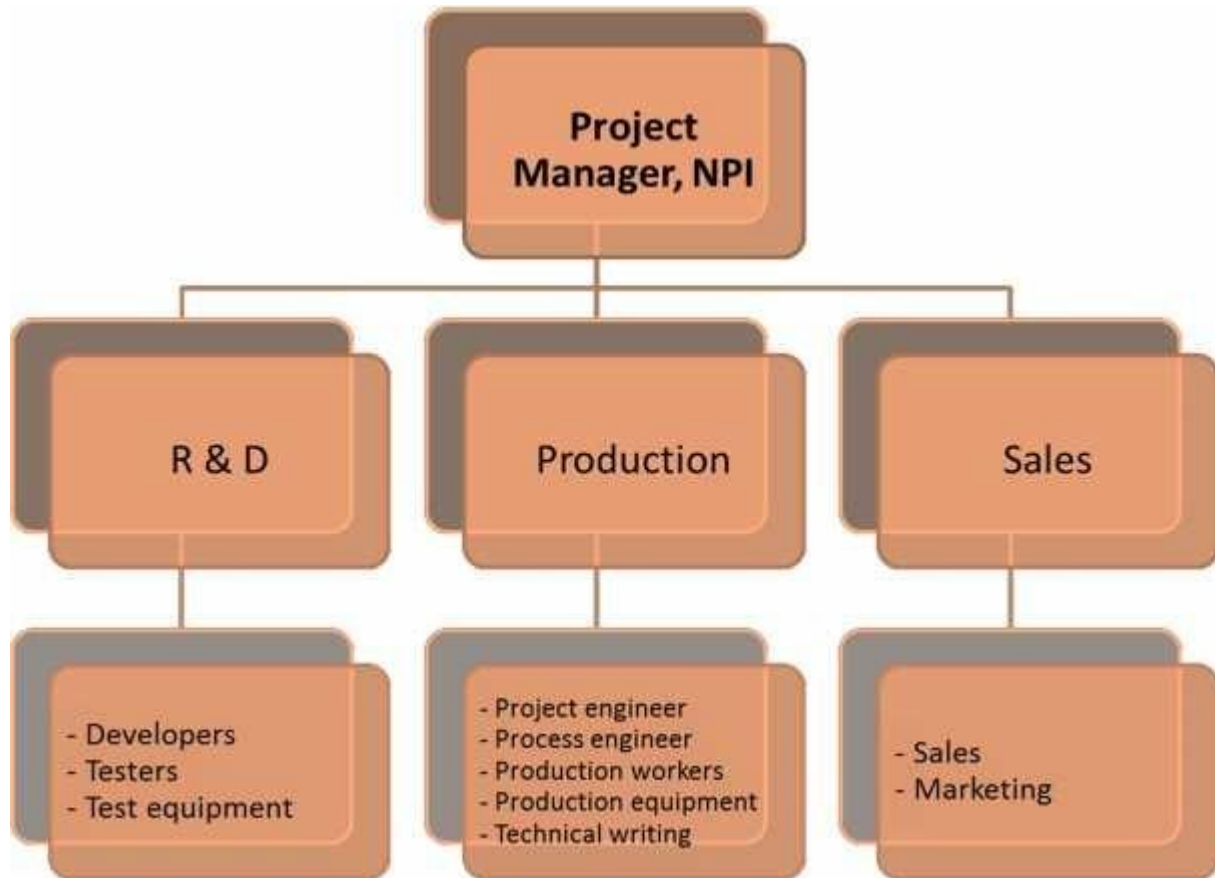 Project
Manager, NPI
R & D
Production
Sales
- Developers
- Testers
- Test equipment
- Project engineer
- Process engineer
- Production workers
- Production equipment
- Technical writing
- Sales
- Marketing